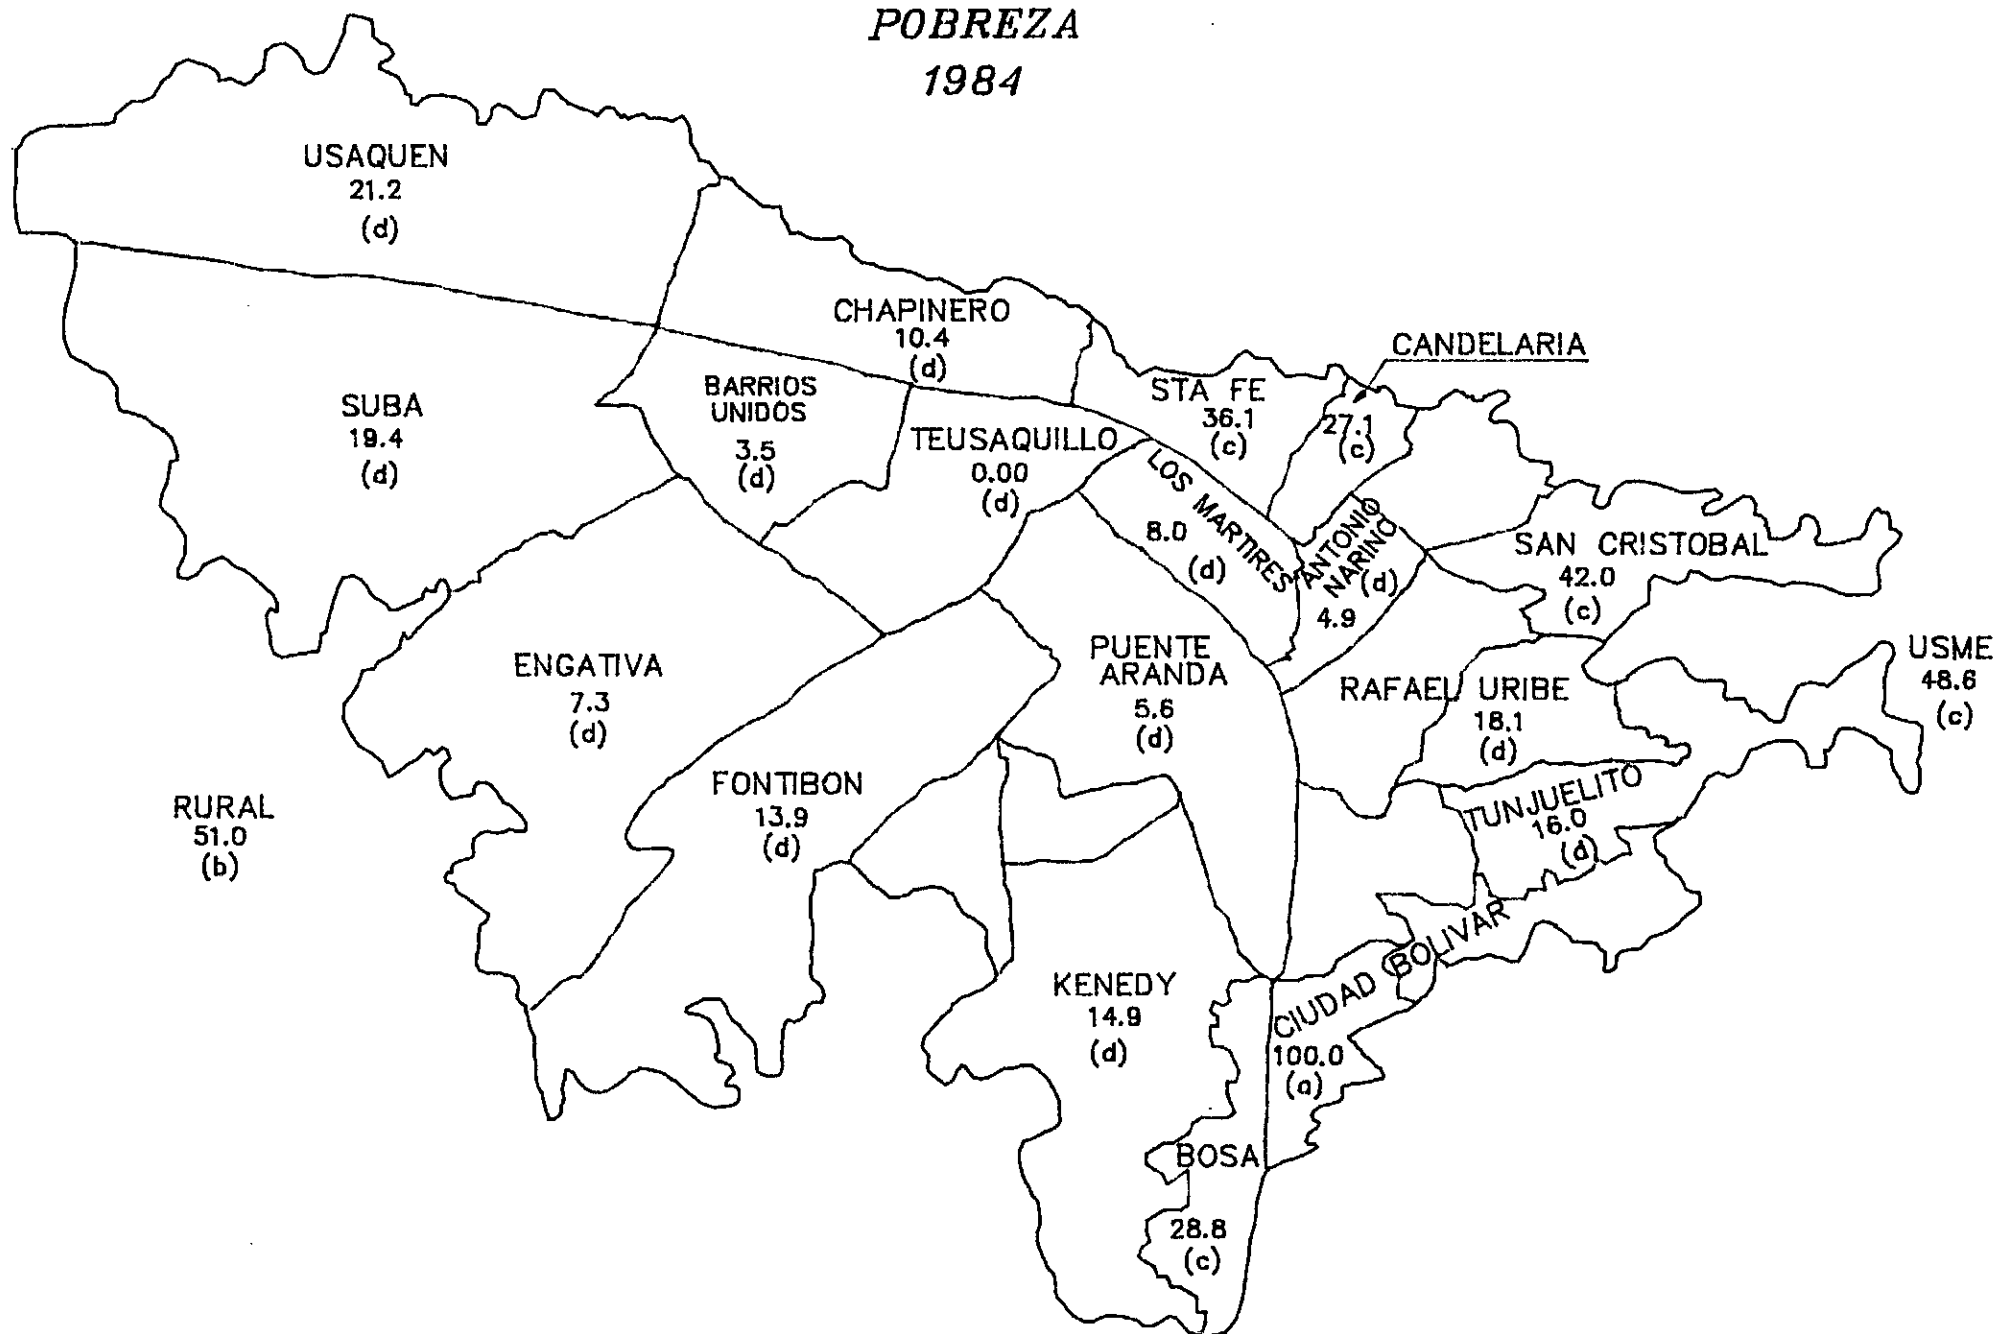 POBREZA
1984
USAQUEN
21.2
(d)
CHAPINERO
10.4
(d)
CANDELARIA
27.1
(c)
STA FE
36.1
(c)
SUBA
19.4
(d)
BARRIOS
UNIDOS
3.5
(d)
TEUSAQUILLO
0.00
(d)
LOS MARTIRES
8.0
(d)
ANTONIO
NARINO
(d)
4.9
SAN CRISTOBAL
42.0
(c)
USME
48.6
(c)
ENGATIVA
7.3
(d)
PUENTE
ARANDA
5.6
(d)
RAFAEL URIBE
18.1
(d)
RURAL
51.0
(b)
FONTIBON
13.9
(d)
TUNJUELITO
16.0
(d)
KENEDY
14.9
(d)
CIUDAD BOLIVAR
100.0
(a)
BOSA
28.8
(c)